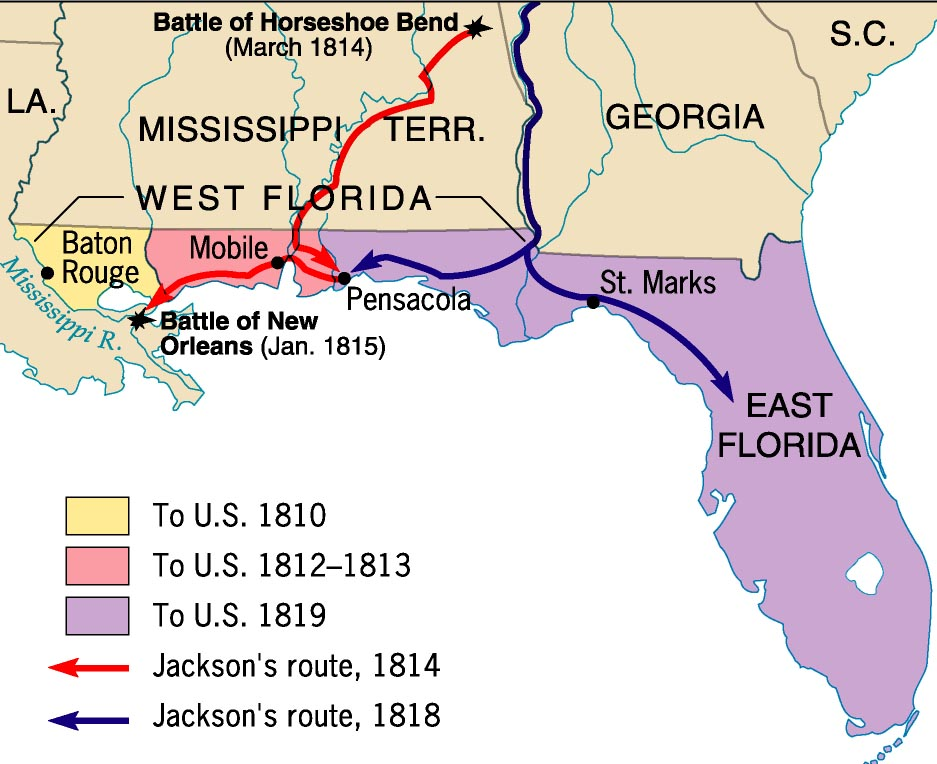 Battle of Horseshoe Bend
(March 1814)
S.C.
LA.
MISSISSIPPI TERR.
GEORGIA
WEST FLORIDA
Baton
Rouge
Mobile
Pensacola
St. Marks
Mississippi R.
Battle of New
Orleans (Jan. 1815)
EAST
FLORIDA
To U.S. 1810
To U.S. 1812–1813
To U.S. 1819
Jackson's route, 1814
Jackson's route, 1818